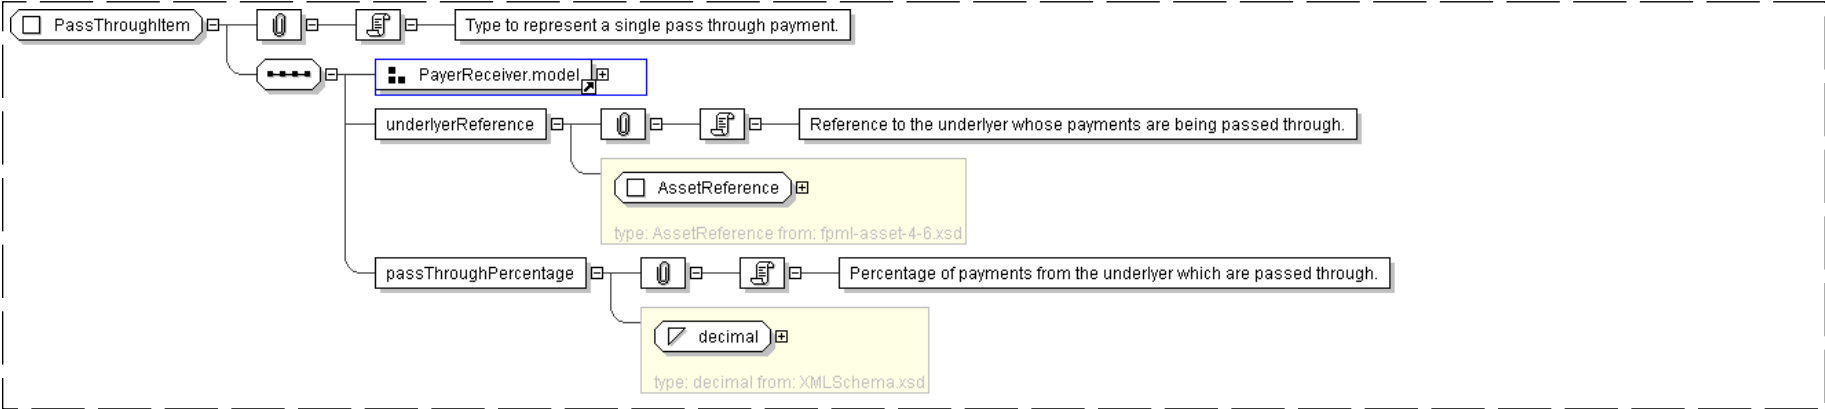 PassThroughItem
Type to represent a single pass through payment.
PayerReceiver.model
underlyerReference
Reference to the underlyer whose payments are being passed through.
AssetReference
type: AssetReference from: fpml-asset-4-6.xsd
passThroughPercentage
Percentage of payments from the underlyer which are passed through.
decimal
type: decimal from: XMLSchema.xsd